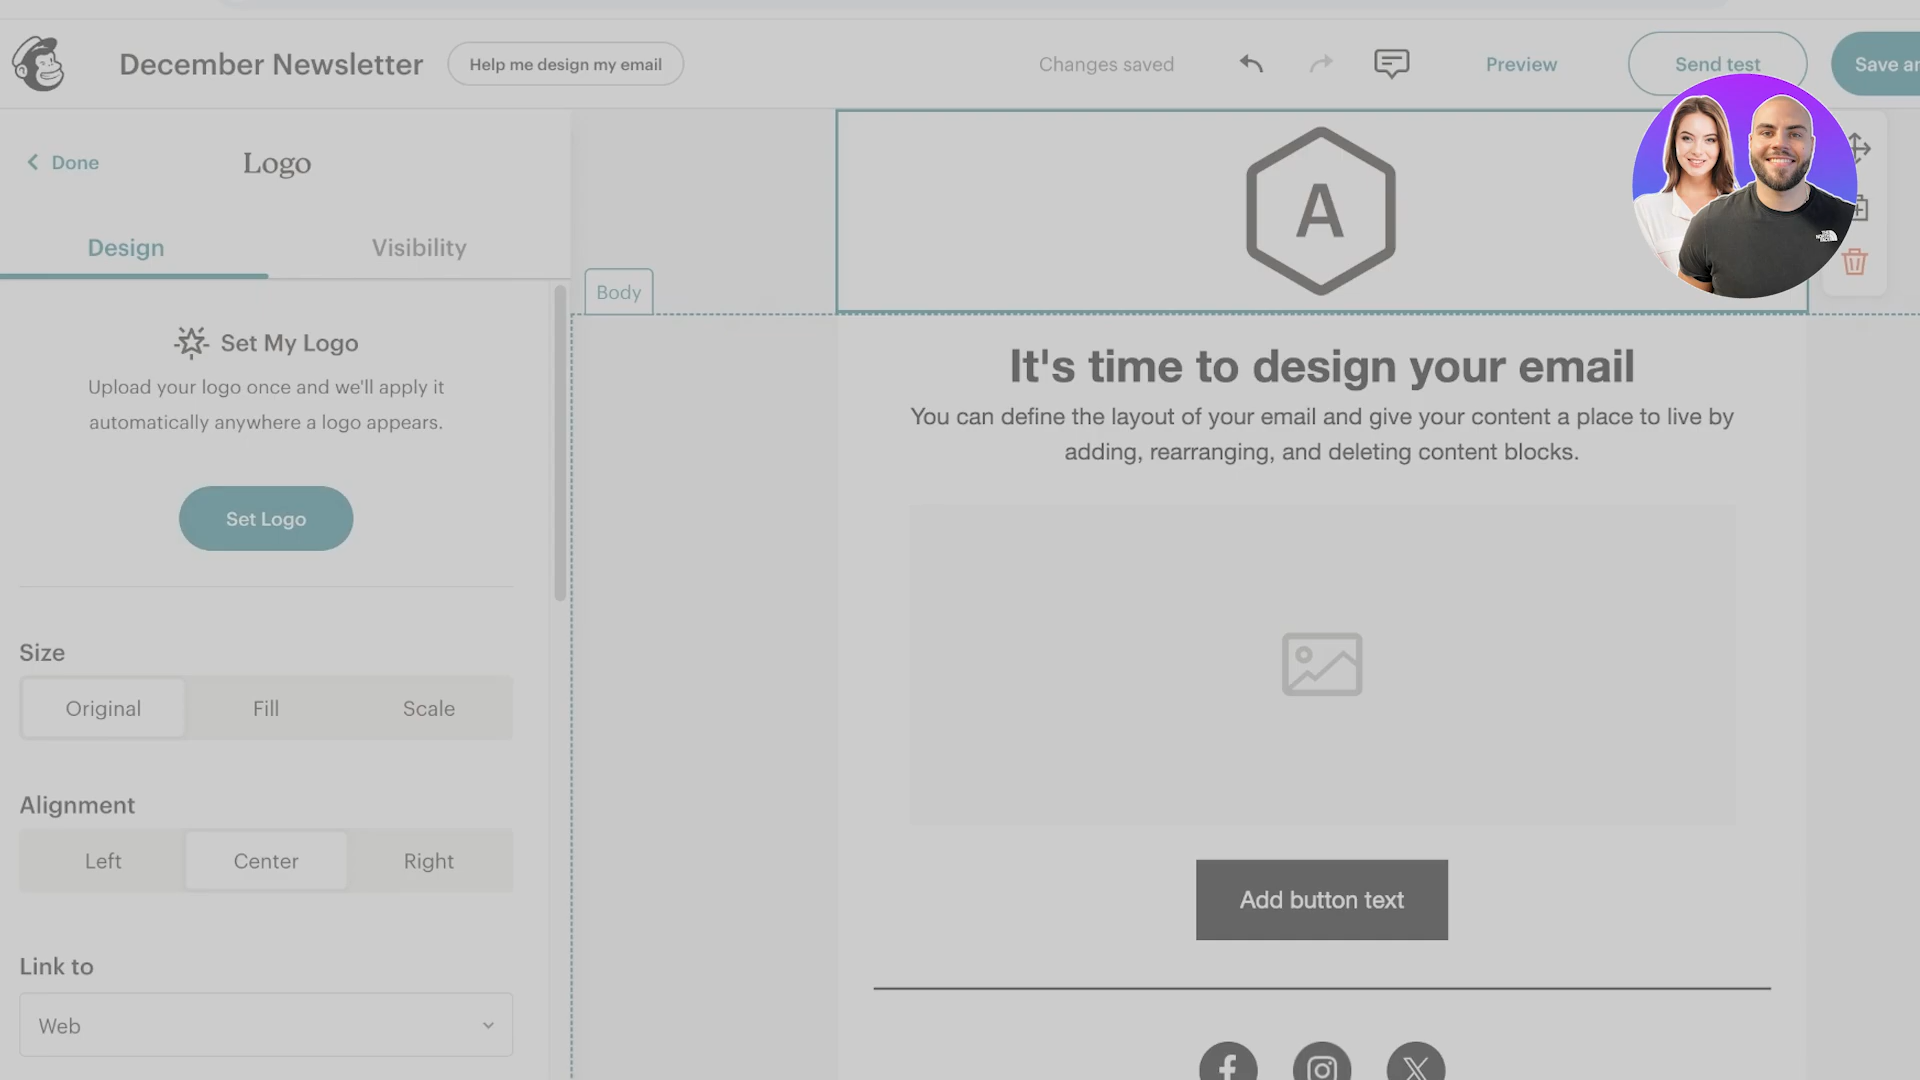 December Newsletter
Help me design my email
Changes saved
Preview
Send test
Save an
Done
Logo
Design
Visibility
Set My Logo
Upload your logo once and we'll apply it
automatically anywhere a logo appears.
Set Logo
Size
Original
Fill
Scale
Alignment
Left
Center
Right
Link to
Web
Body
A
It's time to design your email
You can define the layout of your email and give your content a place to live by
adding, rearranging, and deleting content blocks.
Add button text